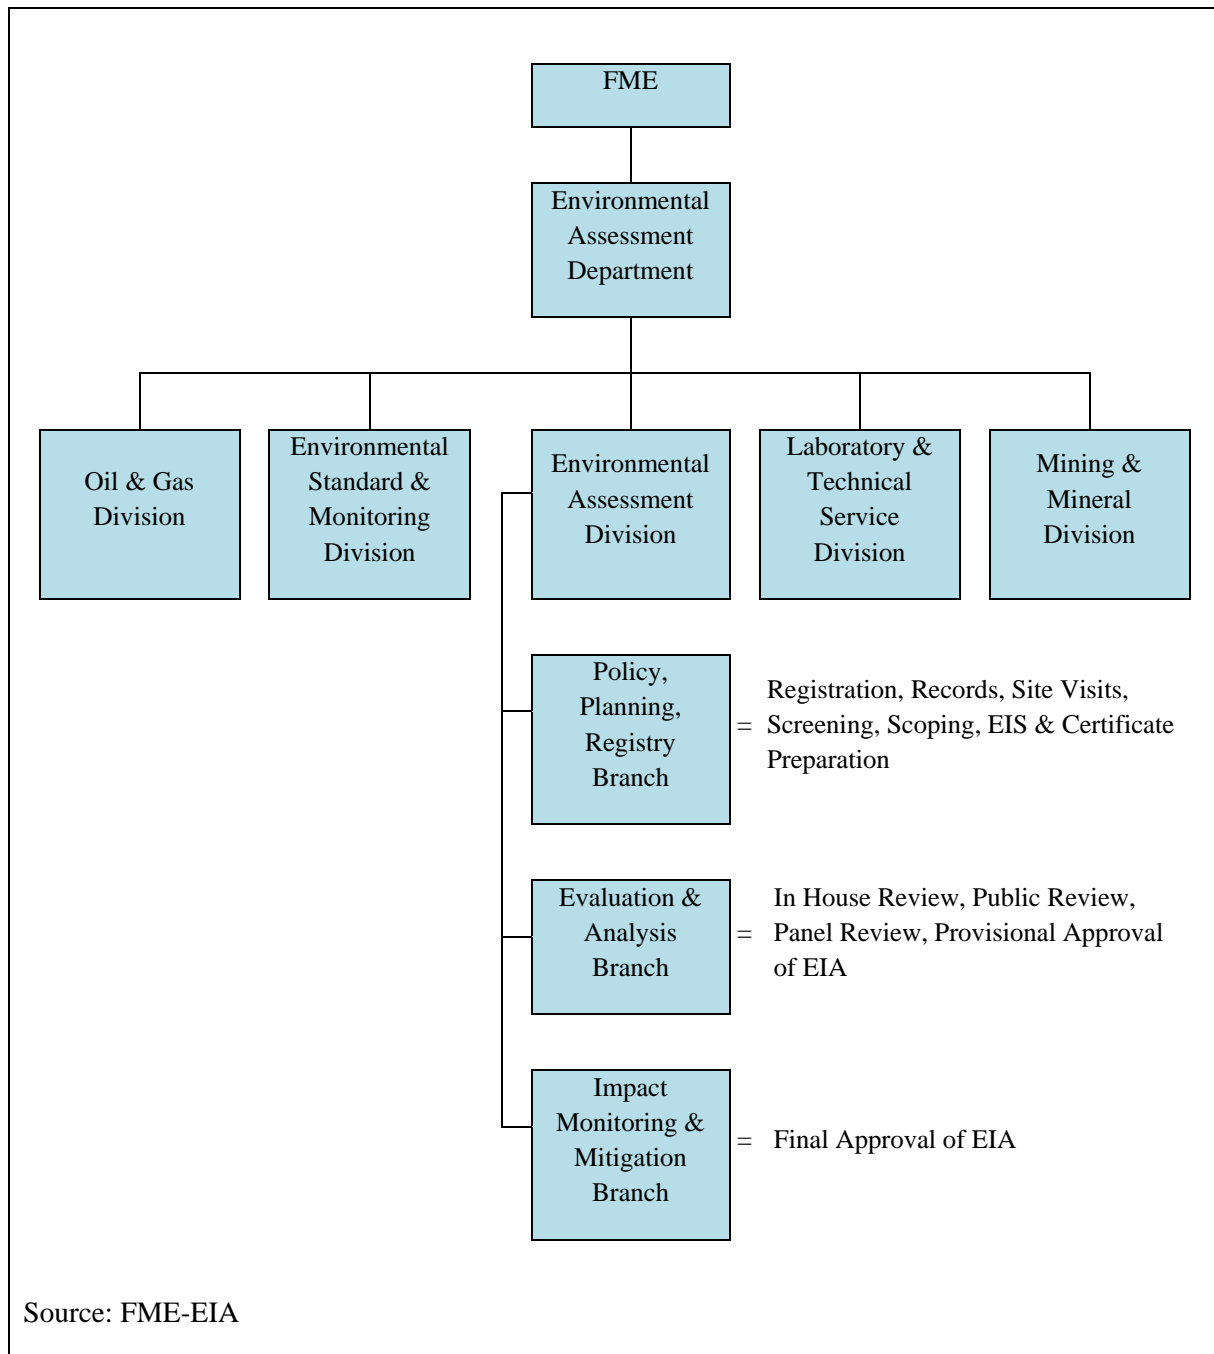 FME
Environmental
Assessment
Department
Oil & Gas
Division
Environmental
Standard &
Monitoring
Division
Environmental
Assessment
Division
Laboratory &
Technical
Service
Division
Mining &
Mineral
Division
Policy,
Planning,
Registry
Branch
= Registration, Records, Site Visits,
Screening, Scoping, EIS & Certificate
Preparation
Evaluation &
Analysis
Branch
= In House Review, Public Review,
Panel Review, Provisional Approval
of EIA
Impact
Monitoring &
Mitigation
Branch
= Final Approval of EIA
Source: FME-EIA